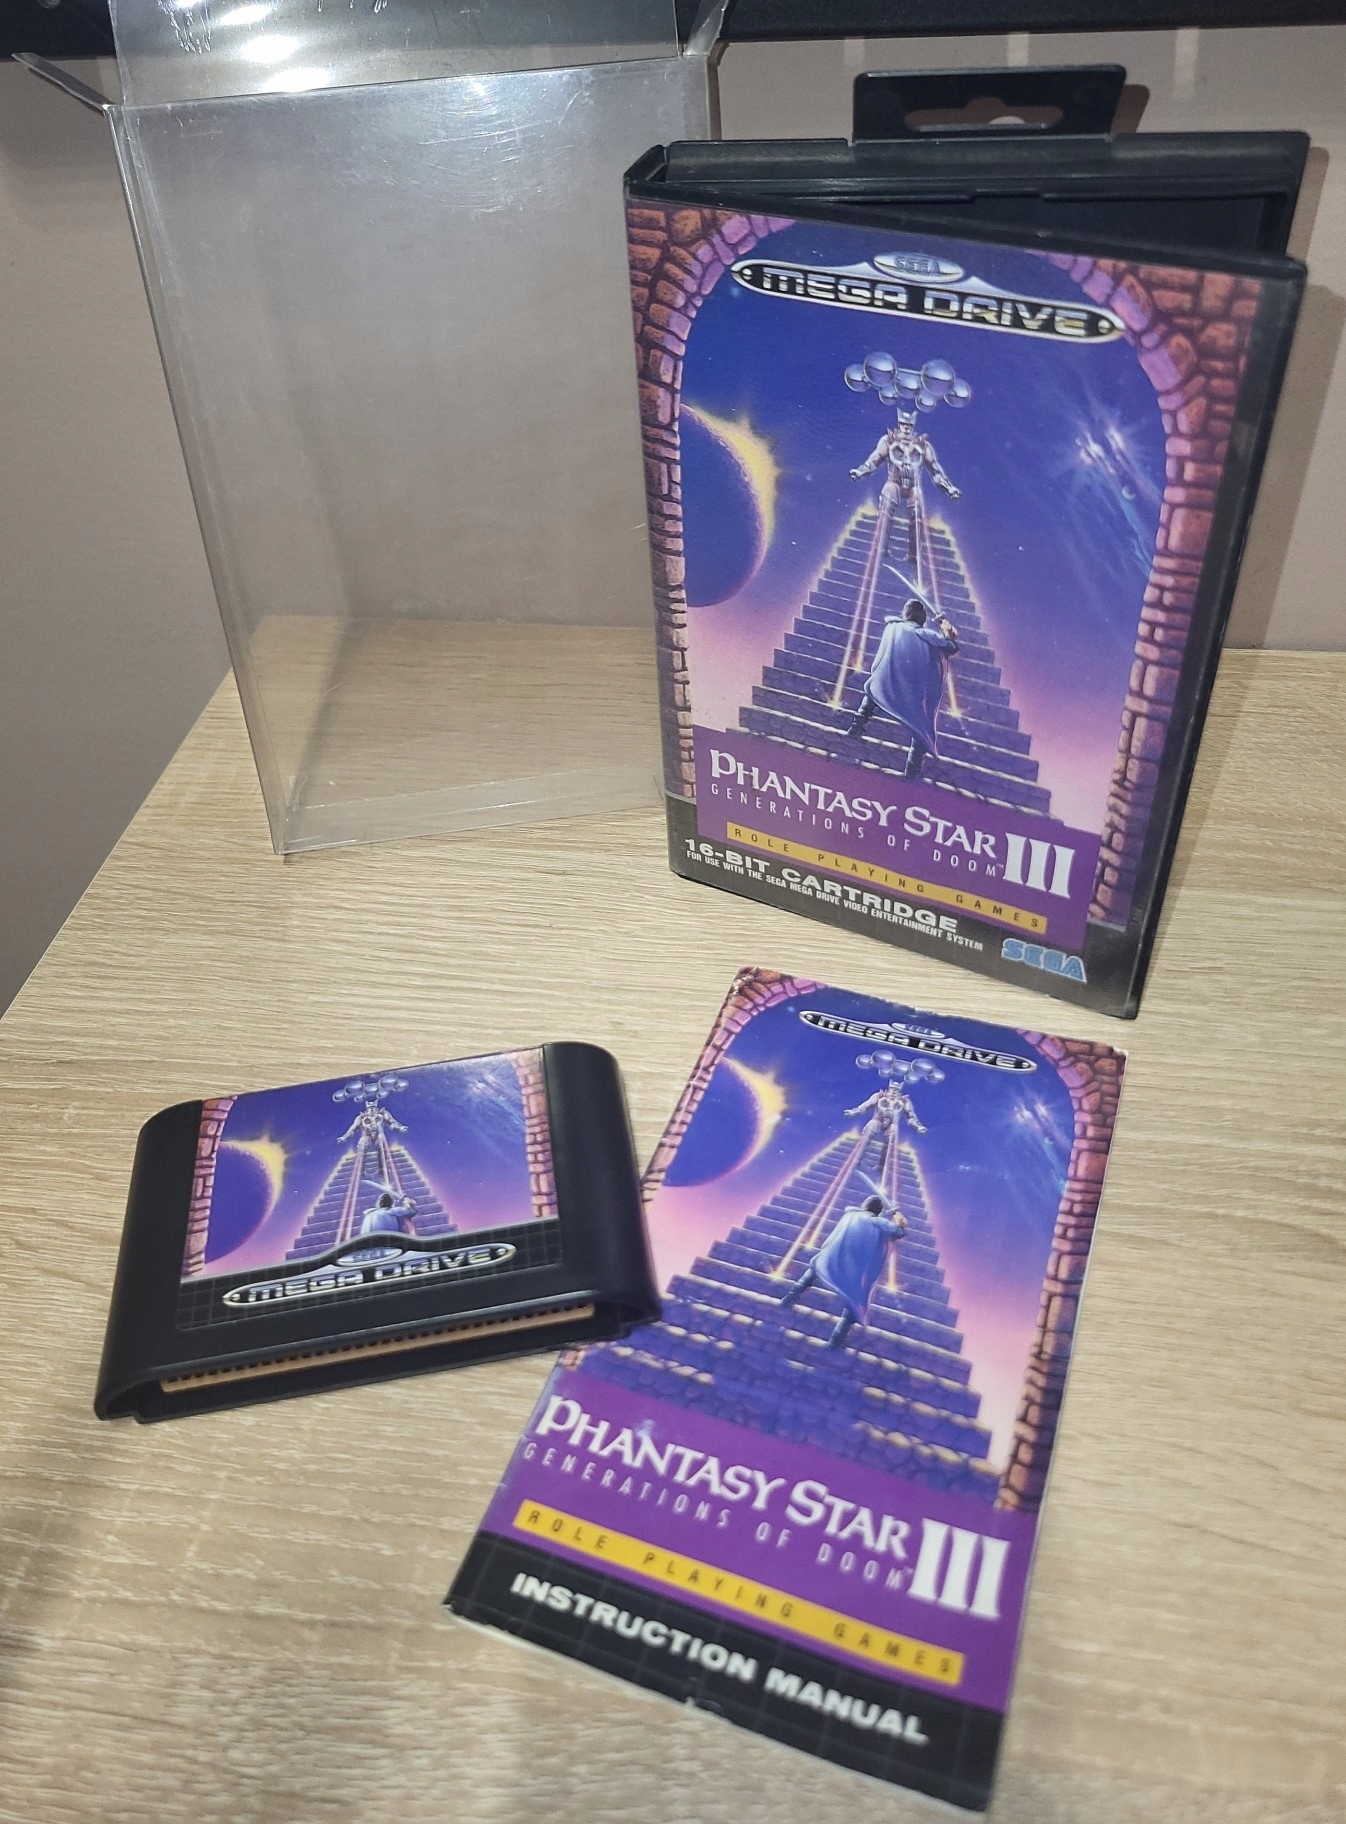 SEGA
MEGA DRIVE
PHANTASY STAR III
GENERATIONS OF DOOM™
ROLE PLAYING GAMES
16-BIT CARTRIDGE
FOR USE WITH THE SEGA MEGA DRIVE VIDEO ENTERTAINMENT SYSTEM
SEGA
SEGA
MEGA DRIVE
SEGA
MEGA DRIVE
PHANTASY STAR III
GENERATIONS OF DOOM™
ROLE PLAYING GAMES
INSTRUCTION MANUAL